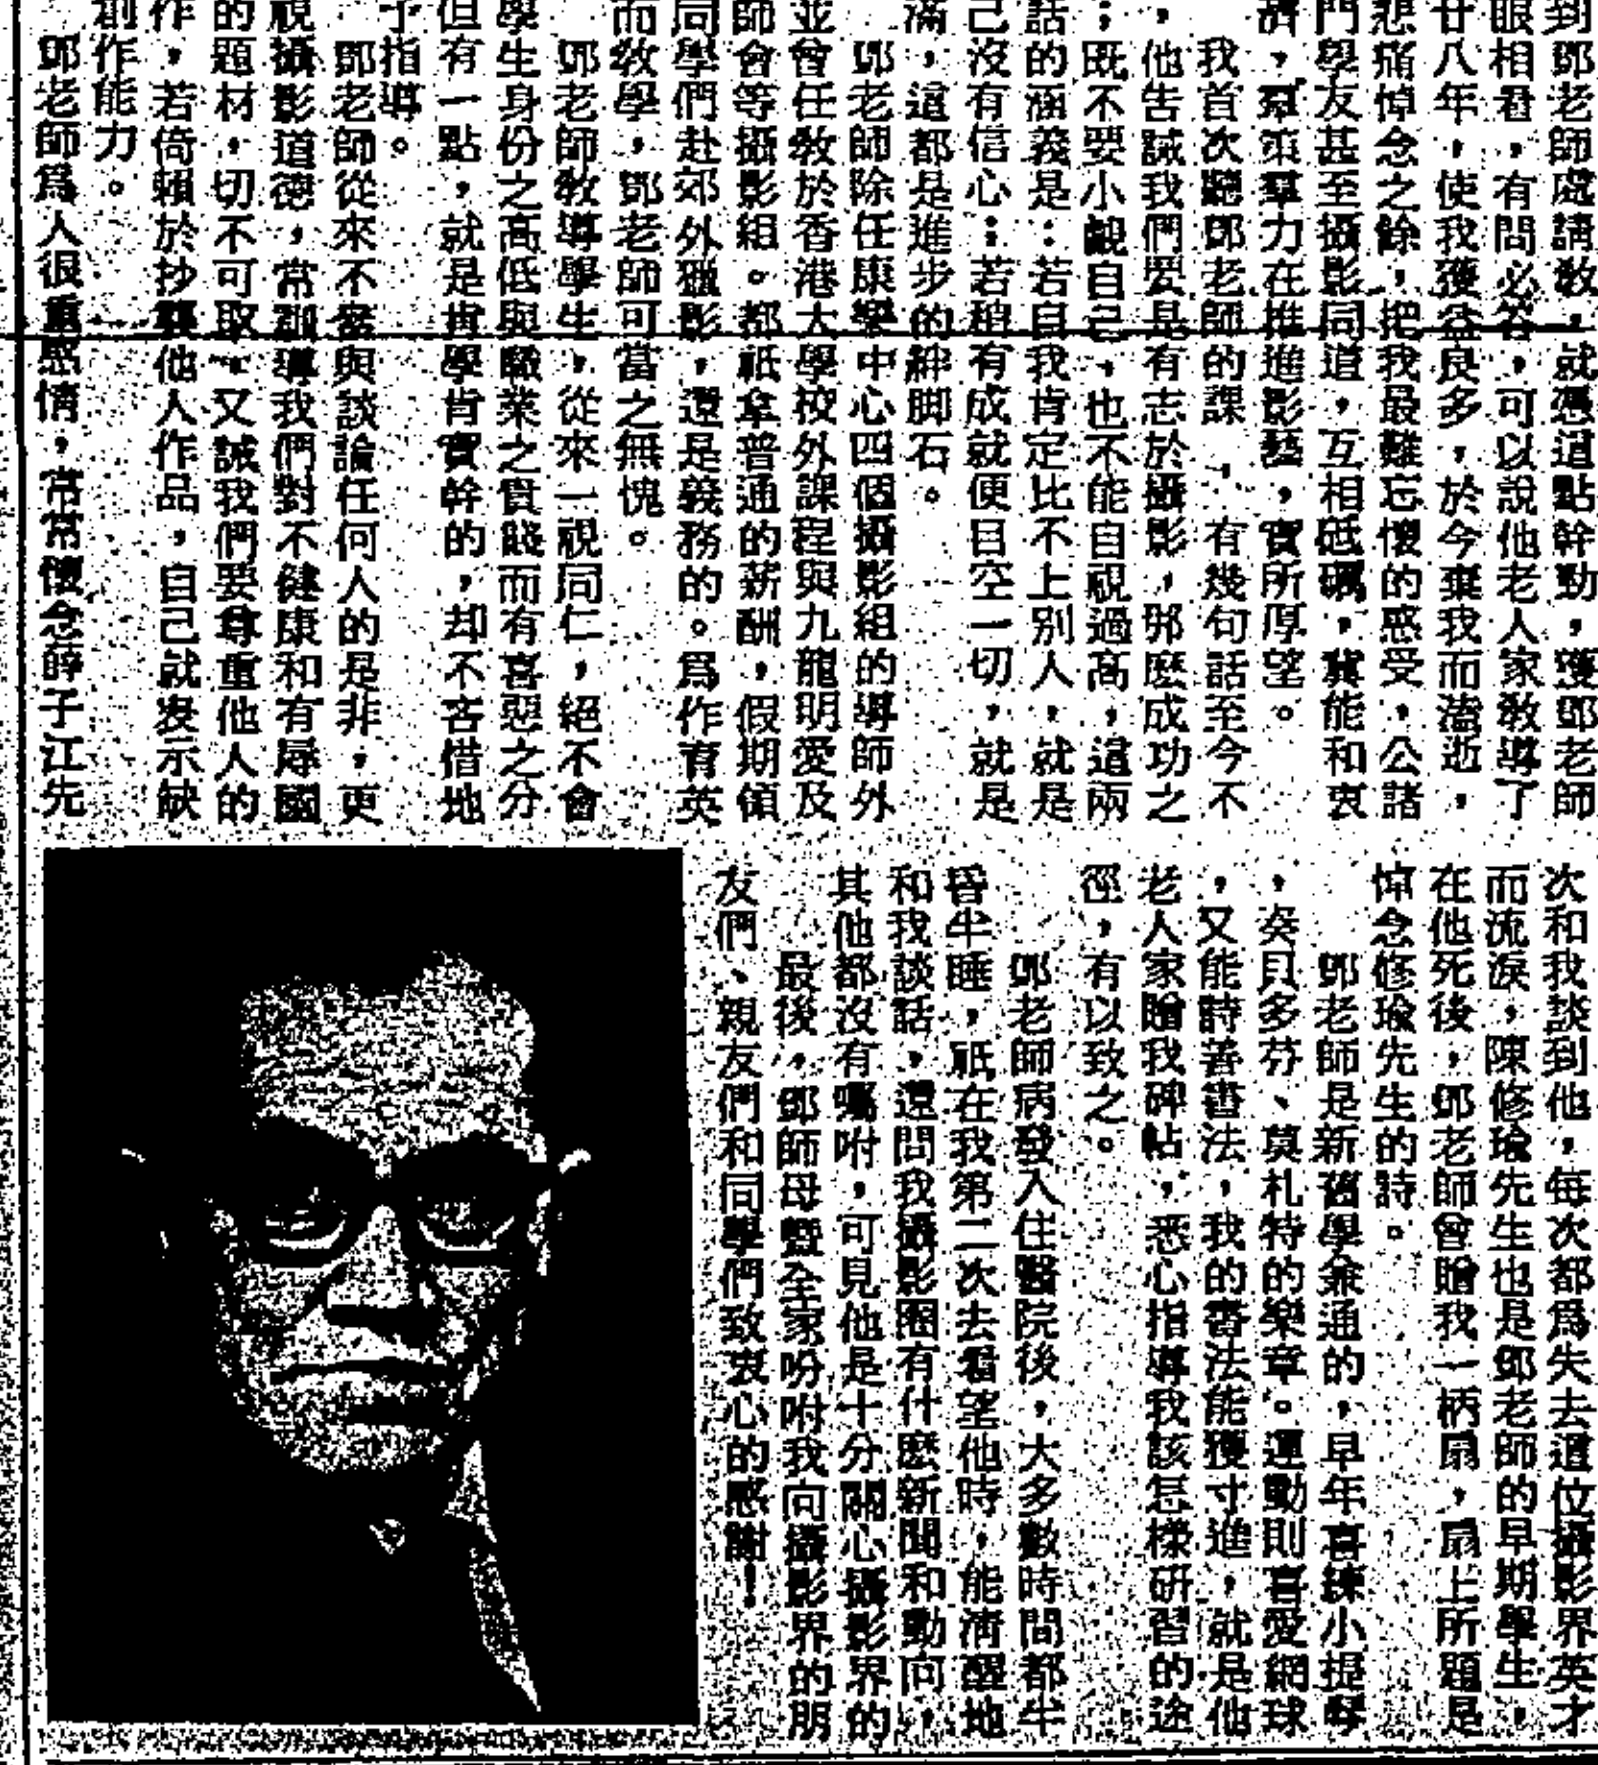 到鄧老師處請敎，就憑這點幹勁，獲鄧老師
眼相看，有問必答，可以說他老人家敎導了
廿八年，使我獲益良多，於今棄我而溘逝，
悲痛悼念之餘，把我最難忘懷的感受，公諸
門學友甚至攝影同道，互相砥礪，冀能和衷
濟，羣策羣力在推進影藝，實所厚望。
我首次聽鄧老師的課，有幾句話至今不
，他告誡我們要是有志於攝影，那麽成功之
；既不要小覷自己，也不能自視過高，這兩
話的涵義是：若自我肯定比不上別人，就是
己沒有信心；若稍有成就便目空一切，就是
滿，這都是進步的絆脚石。
鄧老師除任康樂中心四個攝影組的導師外
並曾任敎於香港大學校外課程與九龍明愛及
師會等攝影組。都祇拿普通的薪酬，假期領
同學們赴郊外獵影，還是義務的。爲作育英
而敎學，鄧老師可當之無愧。
鄧老師敎導學生，從來一視同仁，絕不會
學生身份之高低與職業之貴賤而有喜惡之分
但有一點，就是肯學肯實幹的，却不吝借地
予指導。
鄧老師從來不喜與談論任何人的是非，更
視攝影道德，常訓導我們對不健康和有辱國
的題材，切不可取，又誡我們要尊重他人的
作，若倚賴於抄襲他人作品，自己就表示缺
創作能力。
鄧老師爲人很重感情，常常懷念薛子江先
次和我談到他，每次都爲失去這位攝影界英才
而流淚，陳修瑜先生也是鄧老師的早期學生，
在他死後，鄧老師曾贈我一柄扇，扇上所題是
悼念修瑜先生的詩。
鄧老師是新舊學兼通的，早年喜練小提琴
，奏貝多芬、莫札特的樂章。運動則喜愛網球
，又能詩善書法，我的書法能獲寸進，就是他
老人家贈我碑帖，悉心指導我該怎樣研習的途
徑，有以致之。
鄧老師病發入住醫院後，大多數時間都半
昏半睡，祇在我第二次去看望他時，能清醒地
和我談話，還問我攝影圈有什麽新聞和動向，
其他都沒有囑咐，可見他是十分關心攝影界的
最後，鄧師母暨全家吩咐我向攝影界的朋
友們、親友們和同學們致衷心的感謝！